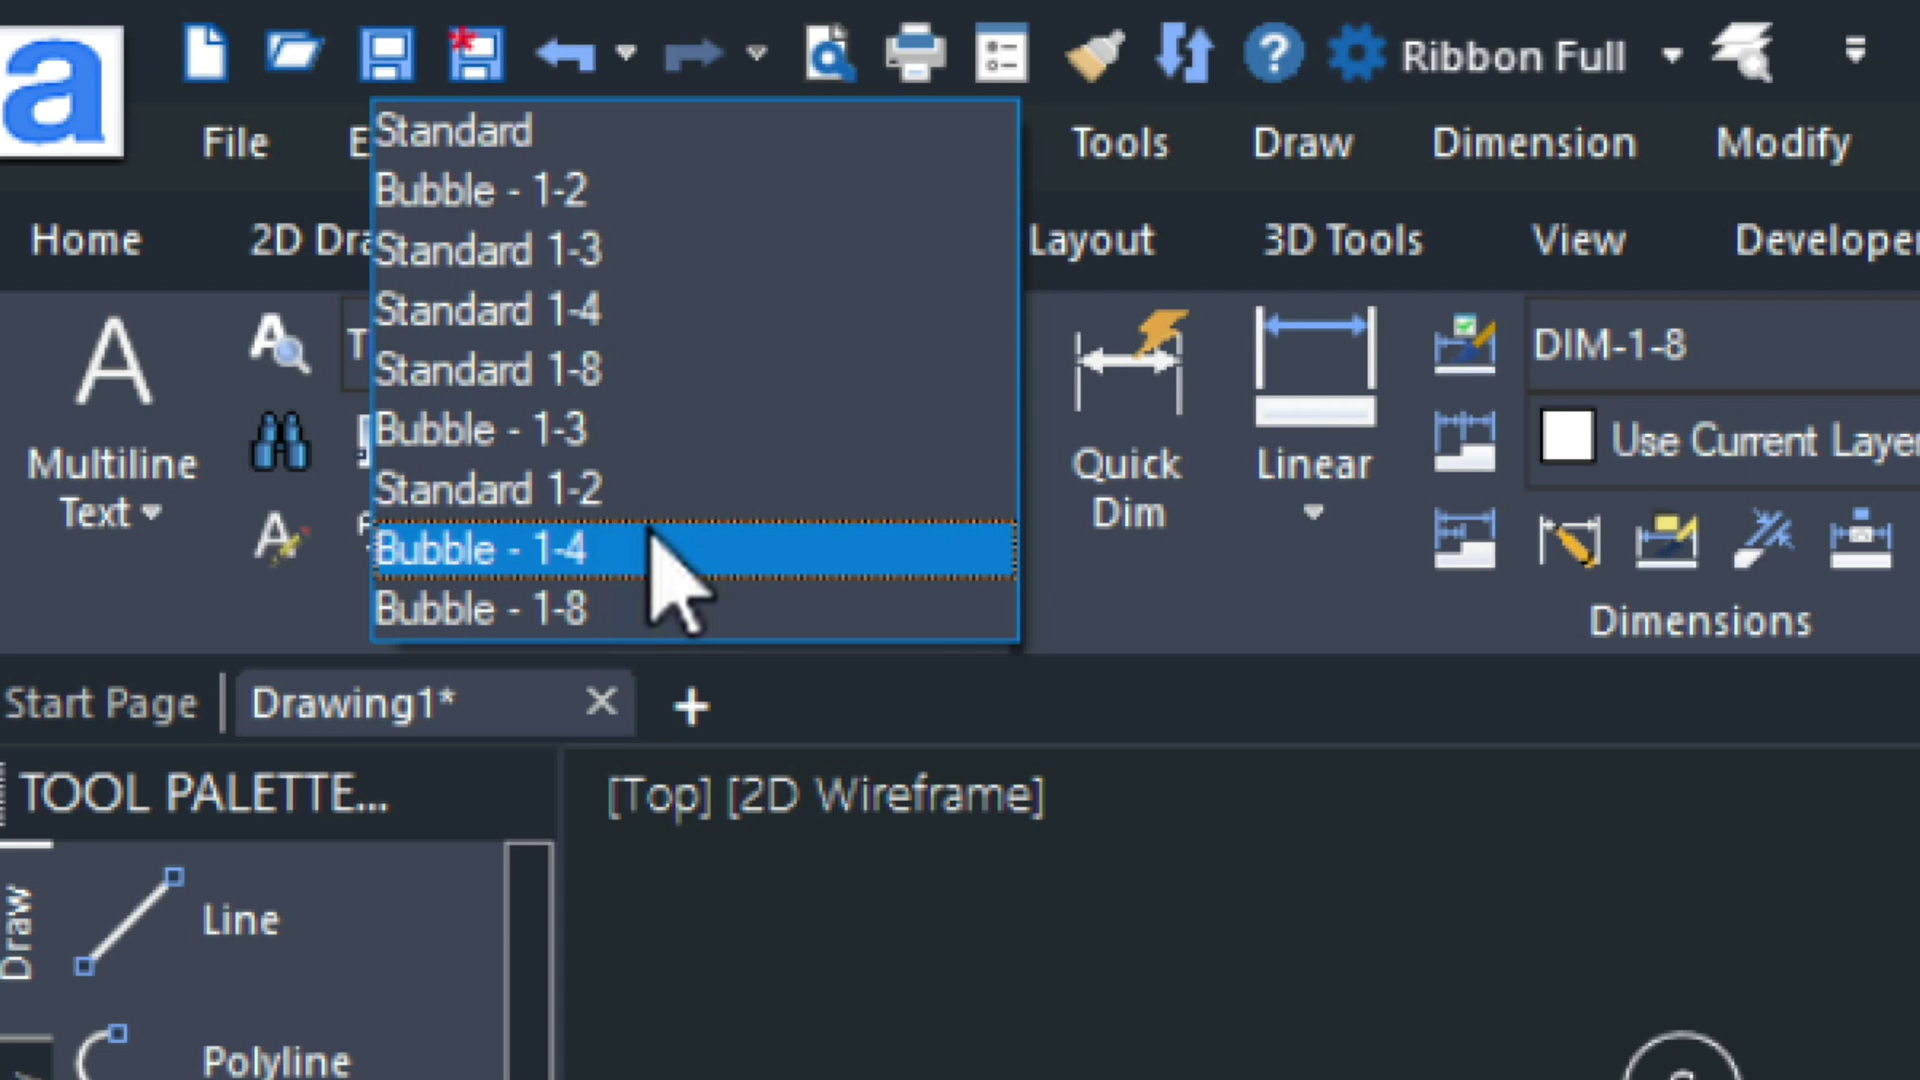 a
Ribbon Full
File
Tools
Draw
Dimension
Modify
Standard
Bubble - 1-2
Standard 1-3
Standard 1-4
Standard 1-8
Bubble - 1-3
Standard 1-2
Bubble - 1-4
Bubble - 1-8
Home
2D Dra
Layout
3D Tools
View
Developer
Multiline
Text
Quick
Dim
Linear
DIM-1-8
Use Current Layer
Dimensions
Start Page
Drawing1*
TOOL PALETTE...
[Top] [2D Wireframe]
Draw
Line
Polyline